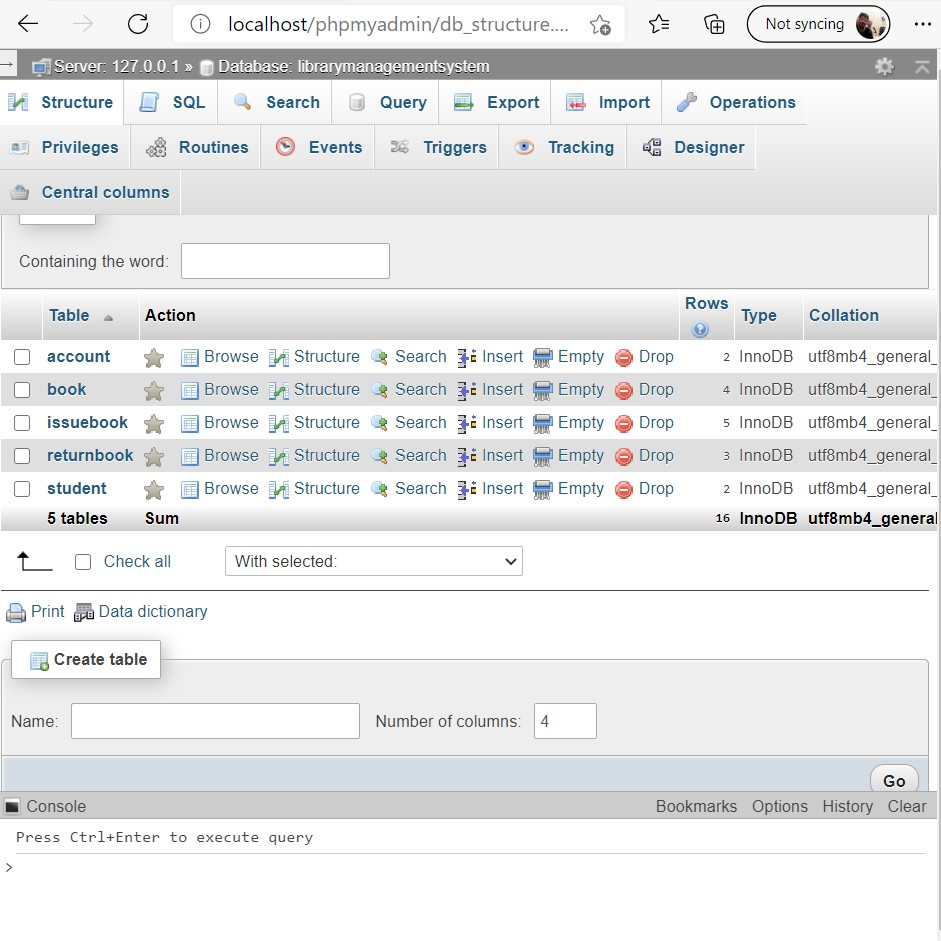 localhost/phpmyadmin/db_structure....
Not syncing
Server: 127.0.0.1 » Database: librarymanagementsystem
Structure SQL Search Query Export Import Operations
Privileges Routines Events Triggers Tracking Designer
Central columns
Containing the word:
Table Action Rows Type Collation
account Browse Structure Search Insert Empty Drop 2 InnoDB utf8mb4_general_
book Browse Structure Search Insert Empty Drop 4 InnoDB utf8mb4_general_
issuebook Browse Structure Search Insert Empty Drop 5 InnoDB utf8mb4_general_
returnbook Browse Structure Search Insert Empty Drop 3 InnoDB utf8mb4_general_
student Browse Structure Search Insert Empty Drop 2 InnoDB utf8mb4_general_
5 tables Sum 16 InnoDB utf8mb4_general
Check all With selected:
Print Data dictionary
Create table
Name: Number of columns: 4
Go
Console Bookmarks Options History Clear
Press Ctrl+Enter to execute query
>